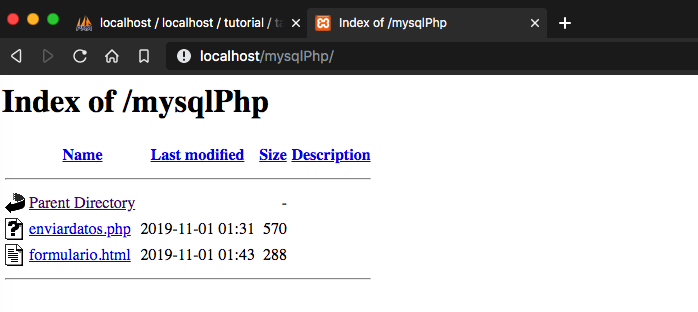 localhost / localhost / tutorial / ta
Index of /mysqlPhp
localhost/mysqlPhp/
Index of /mysqlPhp
Name Last modified Size Description
Parent Directory -
enviardatos.php 2019-11-01 01:31 570
formulario.html 2019-11-01 01:43 288